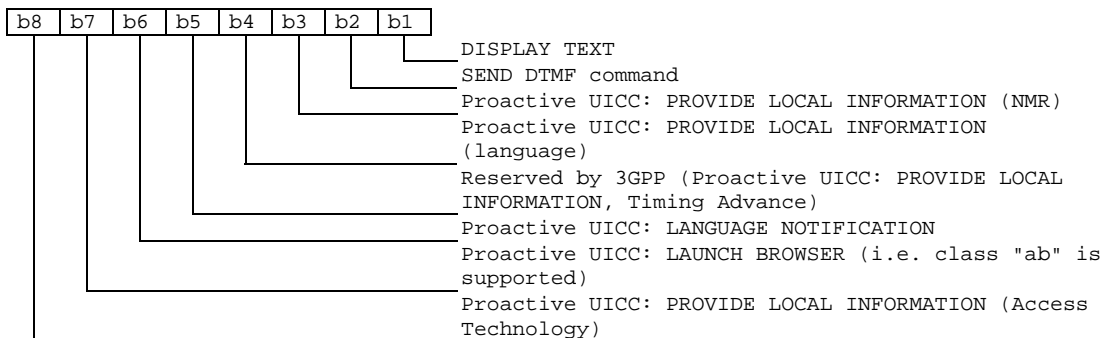 b8 b7 b6 b5 b4 b3 b2 b1
DISPLAY TEXT
SEND DTMF command
Proactive UICC: PROVIDE LOCAL INFORMATION (NMR)
Proactive UICC: PROVIDE LOCAL INFORMATION
(language)
Reserved by 3GPP (Proactive UICC: PROVIDE LOCAL
INFORMATION, Timing Advance)
Proactive UICC: LANGUAGE NOTIFICATION
Proactive UICC: LAUNCH BROWSER (i.e. class "ab" is
supported)
Proactive UICC: PROVIDE LOCAL INFORMATION (Access
Technology)